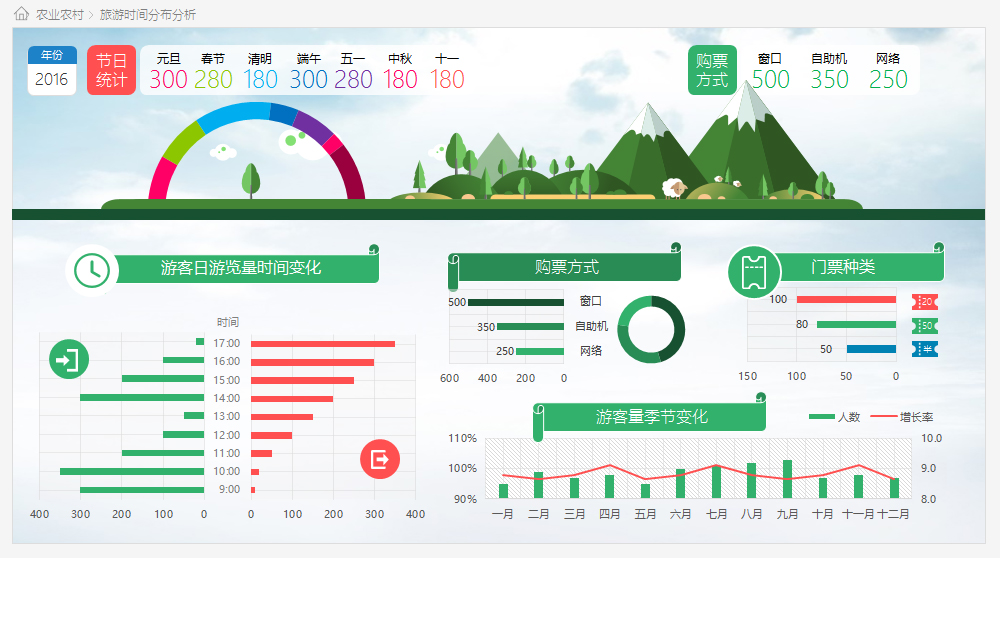 农业农村 > 旅游时间分布分析
年份
2016
节日
统计
元旦 春节 清明 端午 五一 中秋 十一
300 280 180 300 280 180 180
购票
方式
窗口 自助机 网络
500 350 250
游客日游览量时间变化
时间
17:00
16:00
15:00
14:00
13:00
12:00
11:00
10:00
9:00
400 300 200 100 0
0 100 200 300 400
购票方式
500 窗口
350 自助机
250 网络
600 400 200 0
门票种类
100 20
80 50
50 半
150 100 50 0
游客量季节变化
人数 增长率
110% 10.0
100% 9.0
90% 8.0
一月 二月 三月 四月 五月 六月 七月 八月 九月 十月 十一月 十二月